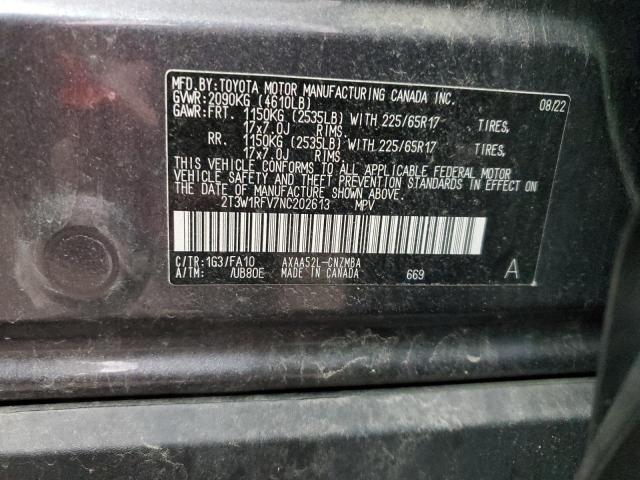 MFD.BY:TOYOTA MOTOR MANUFACTURING CANADA INC.
GVWR:2090KG (4610LB) 08/22
GAWR:FRT. 1150KG (2535LB) WITH 225/65R17 TIRES,
17x7.0J RIMS.
RR. 1150KG (2535LB) WITH 225/65R17 TIRES,
17x7.0J RIMS.
THIS VEHICLE CONFORMS TO ALL APPLICABLE FEDERAL MOTOR
VEHICLE SAFETY AND THEFT PREVENTION STANDARDS IN EFFECT
ON THE DATE OF MANUFACTURE SHOWN ABOVE.
2T3W1RFV7NC202613 MPV
C/TR:1G3/FA10 AXAA52L-CNZMBA
A/TM: /UB80E MADE IN CANADA 669 A